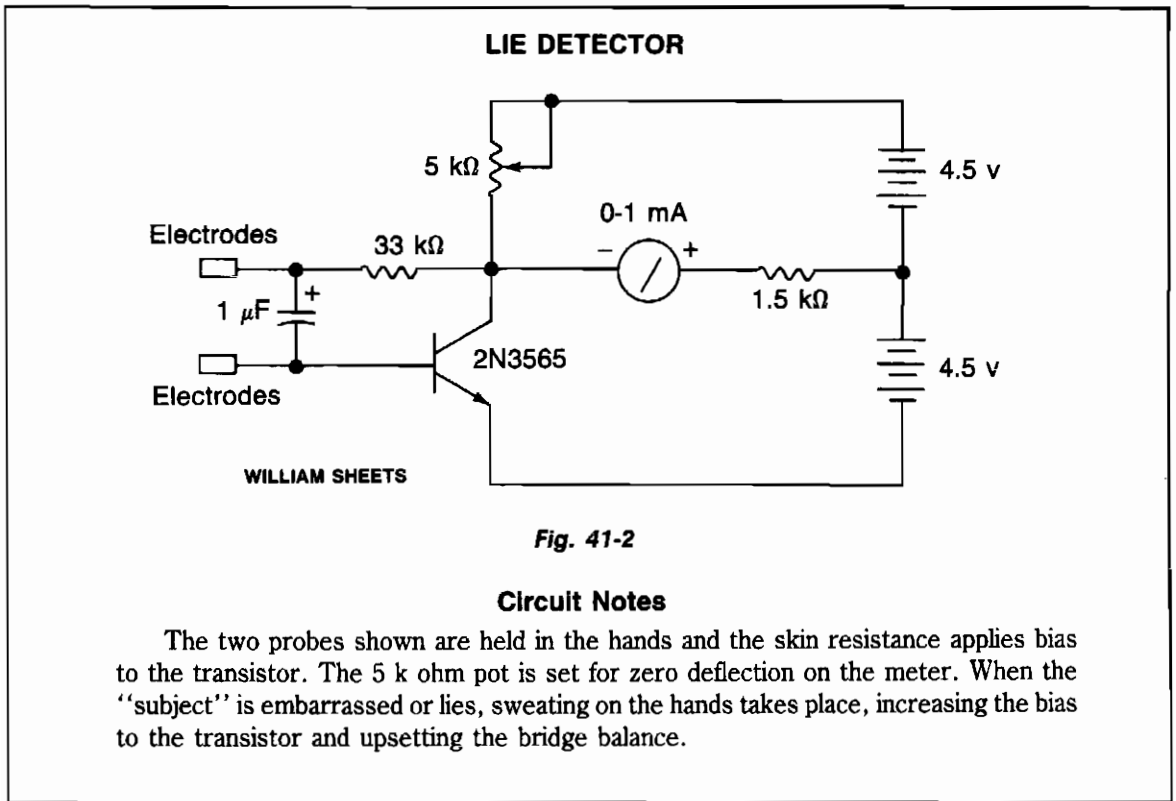 LIE DETECTOR
5 kΩ
4.5 v
0-1 mA
Electrodes
33 kΩ
− +
1.5 kΩ
+
1 μF
2N3565
4.5 v
Electrodes
WILLIAM SHEETS
Fig. 41-2
Circuit Notes
The two probes shown are held in the hands and the skin resistance applies bias
to the transistor. The 5 k ohm pot is set for zero deflection on the meter. When the
‘‘subject’’ is embarrassed or lies, sweating on the hands takes place, increasing the bias
to the transistor and upsetting the bridge balance.